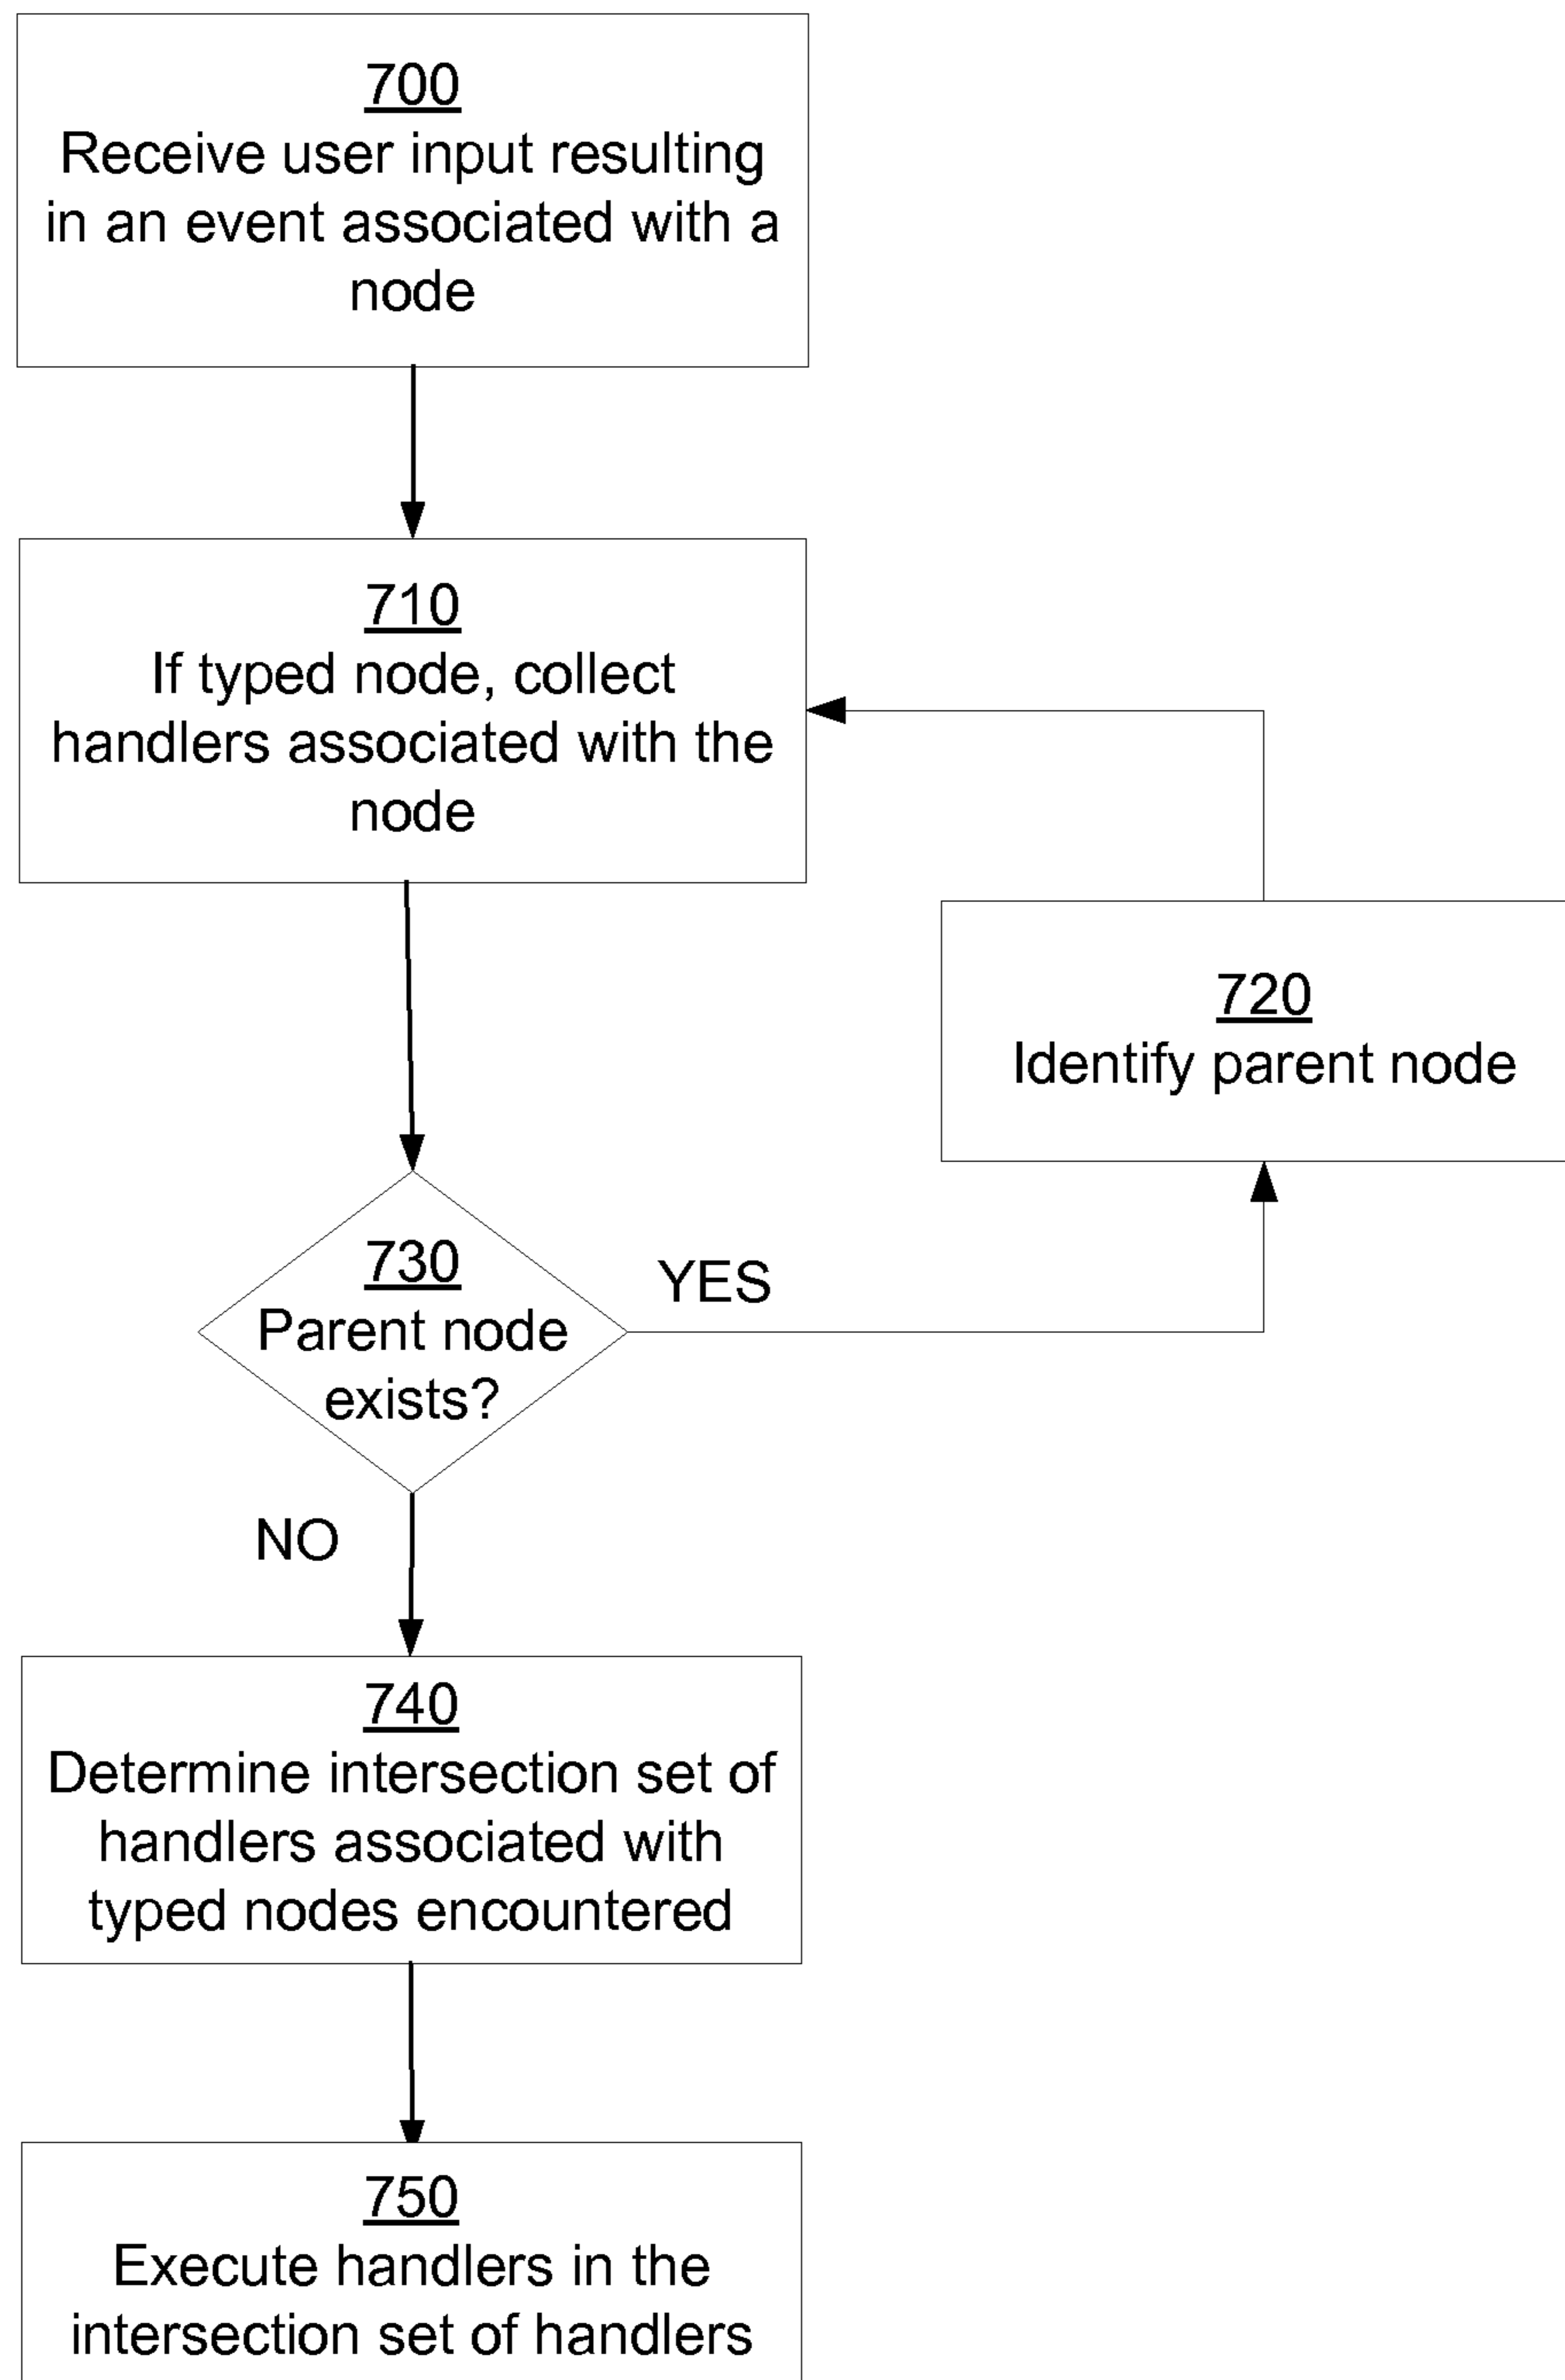 700
Receive user input resulting
in an event associated with a
node
710
If typed node, collect
handlers associated with the
node
720
Identify parent node
730
Parent node
exists?
YES
NO
740
Determine intersection set of
handlers associated with
typed nodes encountered
750
Execute handlers in the
intersection set of handlers